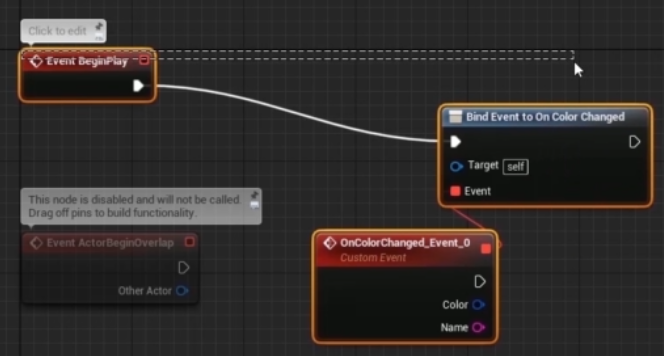 Click to edit
Event BeginPlay
Bind Event to On Color Changed
Target self
Event
This node is disabled and will not be called.
Drag off pins to build functionality.
Event ActorBeginOverlap
Other Actor
OnColorChanged_Event_0
Custom Event
Color
Name